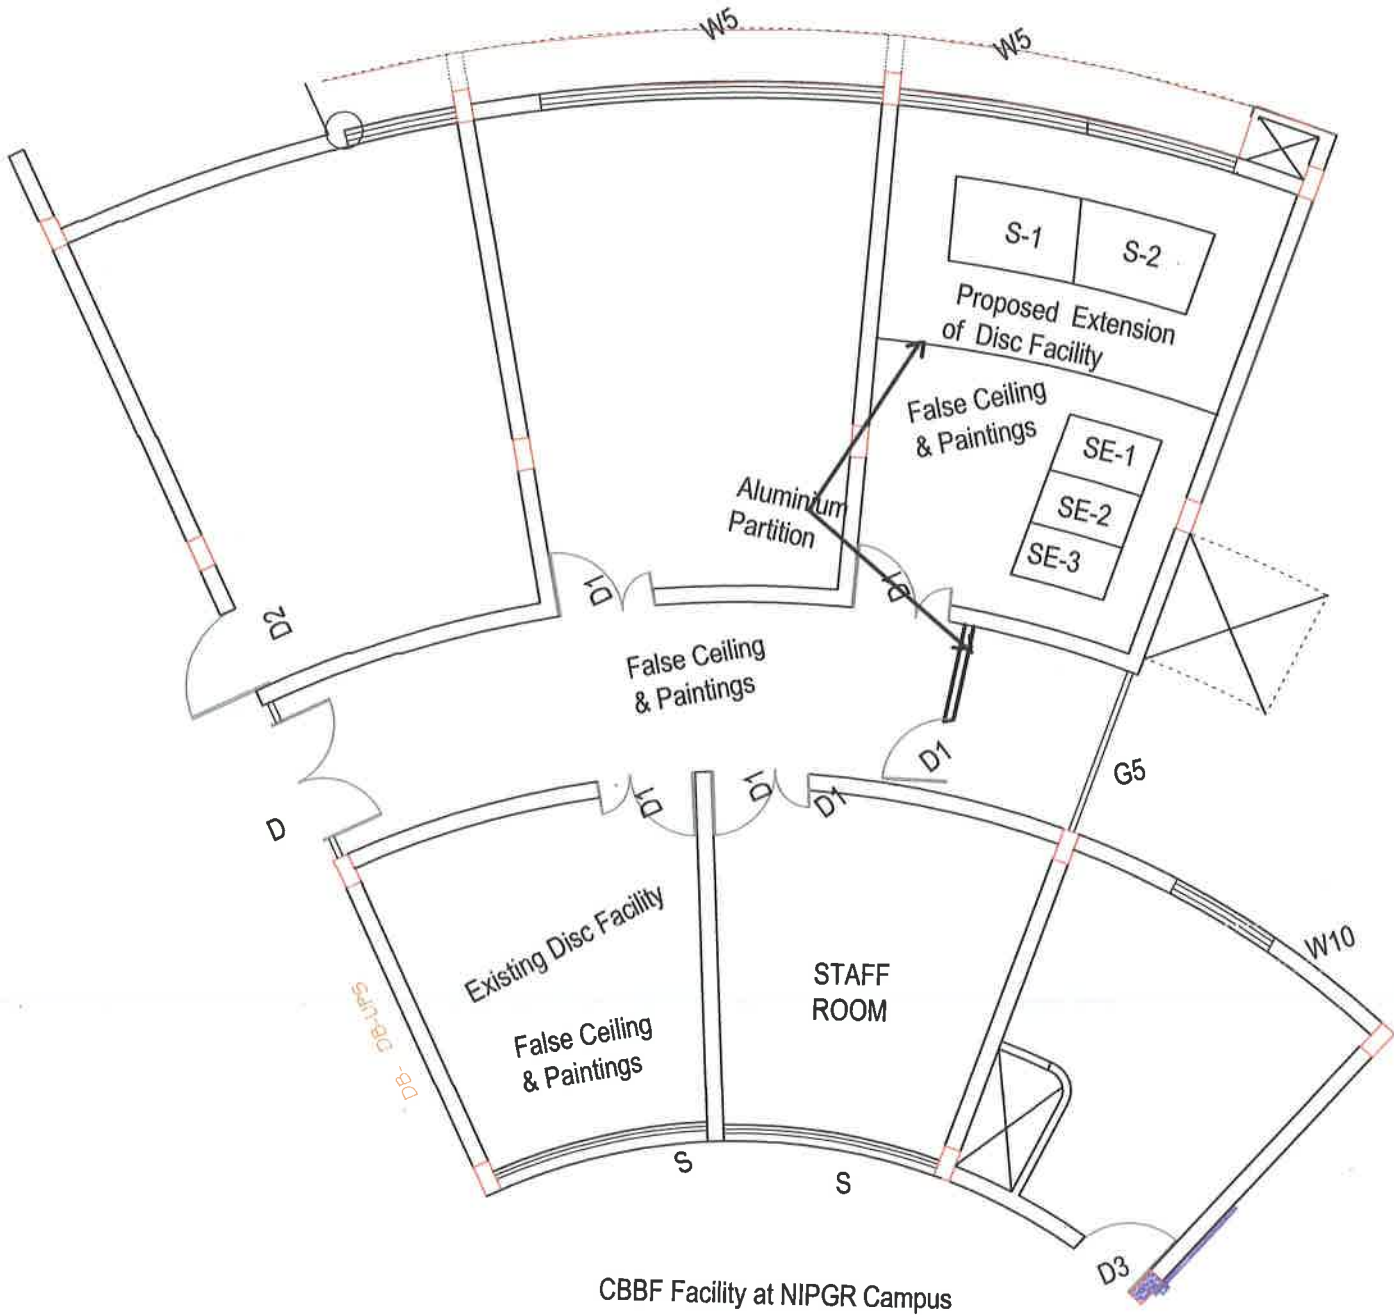 W5
W5
S-1
S-2
Proposed Extension
of Disc Facility
False Ceiling
& Paintings
SE-1
SE-2
SE-3
Aluminium
Partition
D1
D1
D2
False Ceiling
& Paintings
D1
G5
D
D1
D1
D1
Existing Disc Facility
False Ceiling
& Paintings
STAFF
ROOM
W10
DB- DB-UPS
S
S
D3
CBBF Facility at NIPGR Campus